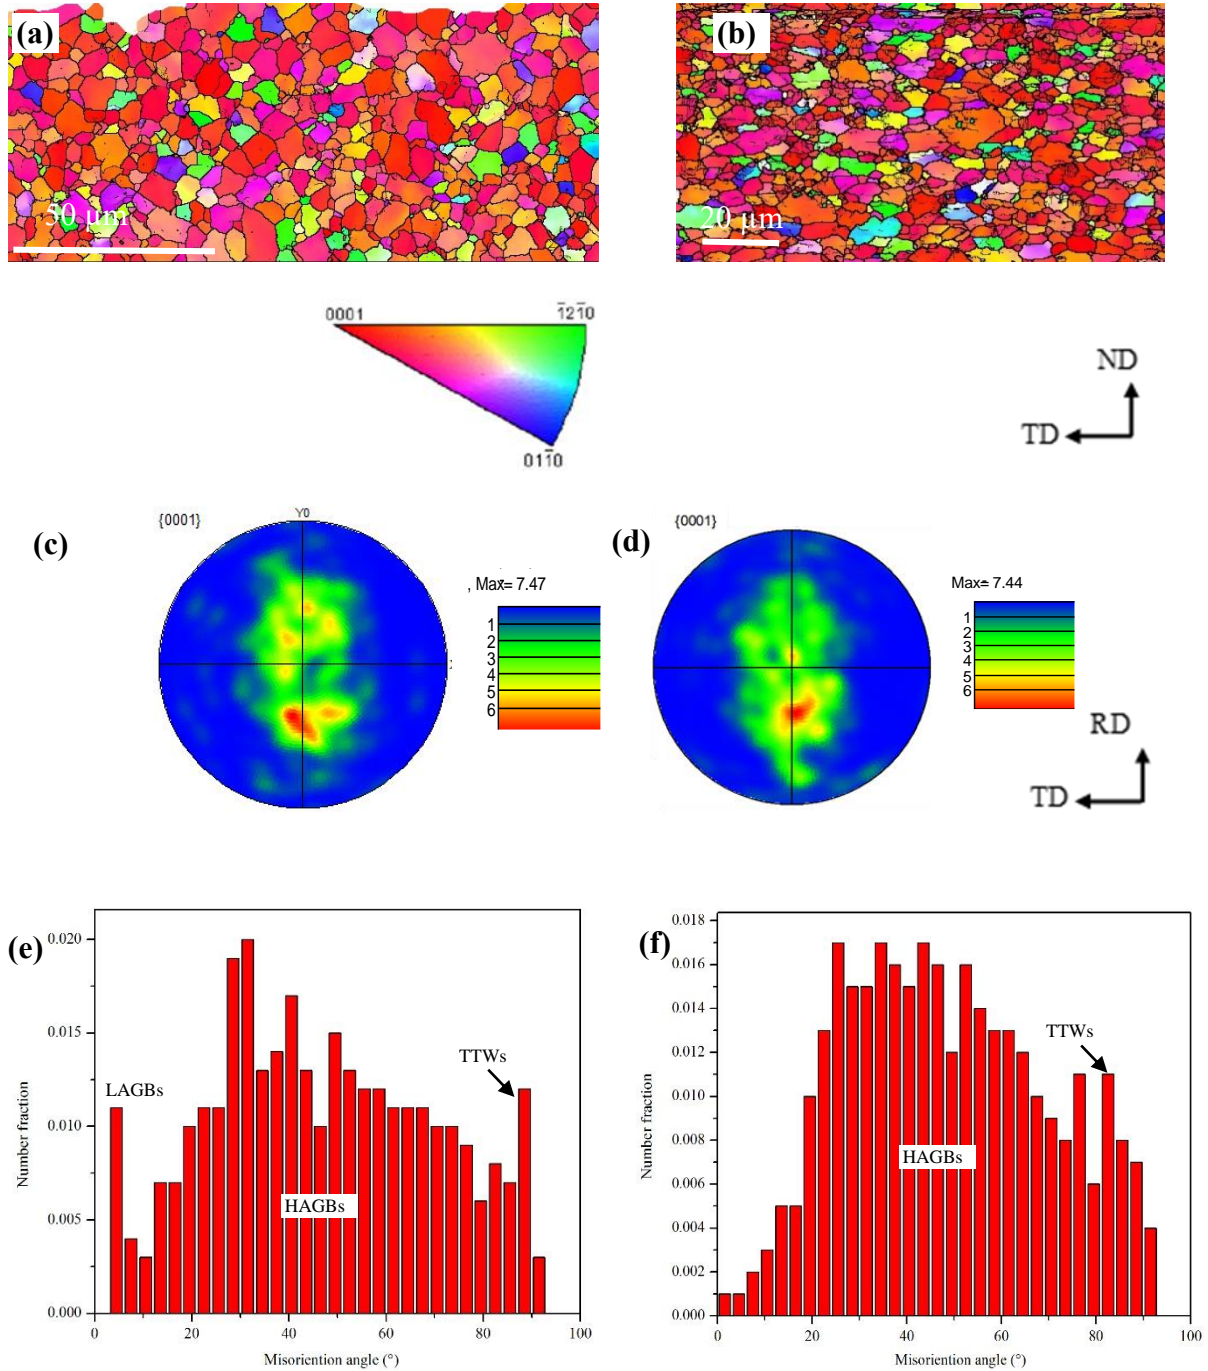 (a)
(b)
50 μm
20 μm
0001
1̄21̄0
011̄0
ND
TD
{0001}
Y0
{0001}
(c)
(d)
, Max= 7.47
Max= 7.44
1
2
3
4
5
6
1
2
3
4
5
6
RD
TD
(e)
0.020
0.015
0.010
0.005
0.000
Number fraction
LAGBs
TTWs
HAGBs
0
20
40
60
80
100
Misoriention angle (°)
(f)
0.018
0.016
0.014
0.012
0.010
0.008
0.006
0.004
0.002
0.000
Number fraction
TTWs
HAGBs
0
20
40
60
80
100
Misoriention angle (°)